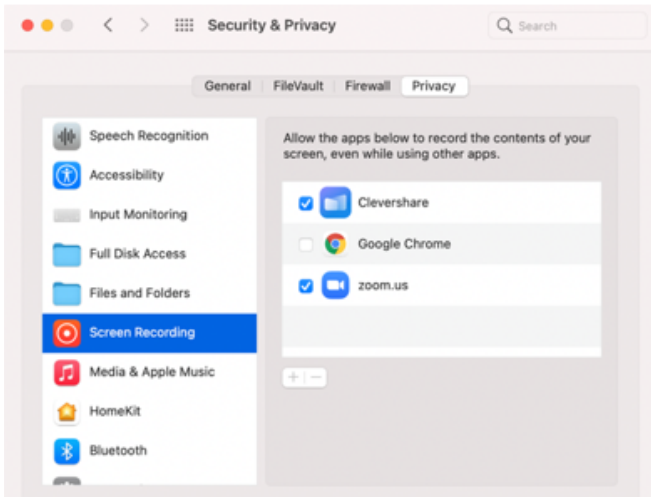 Security & Privacy
Search
General
FileVault
Firewall
Privacy
Speech Recognition
Accessibility
Input Monitoring
Full Disk Access
Files and Folders
Screen Recording
Media & Apple Music
HomeKit
Bluetooth
Allow the apps below to record the contents of your
screen, even while using other apps.
Clevershare
Google Chrome
zoom.us